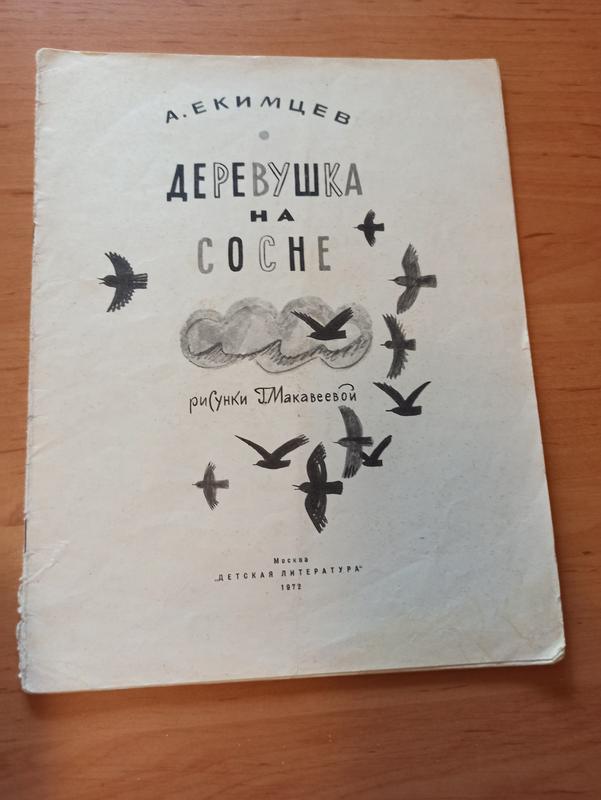 А. ЕКИМЦЕВ
ДЕРЕВУШКА
НА
СОСНЕ
рисунки Г. Макавеевой
Москва
„ДЕТСКАЯ ЛИТЕРАТУРА"
1972